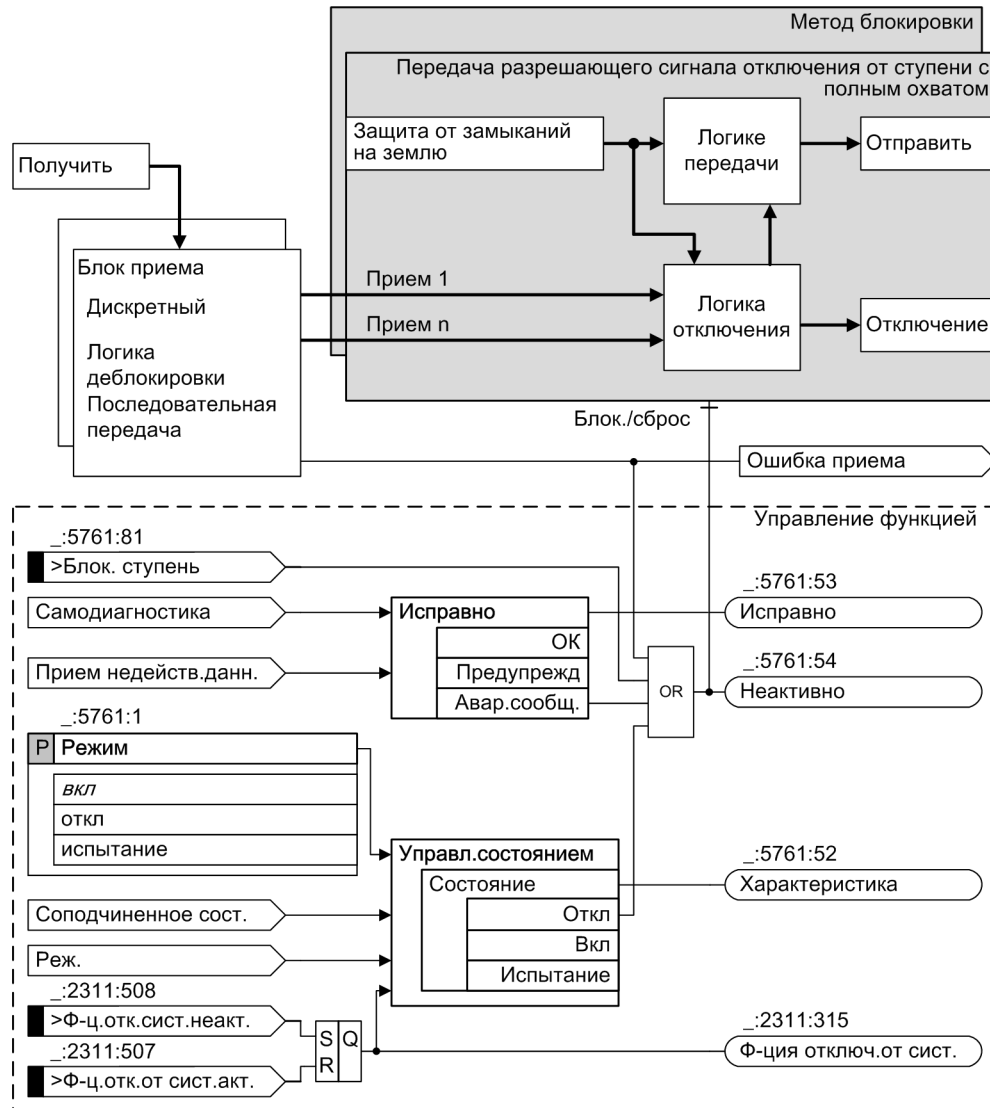 Метод блокировки
Передача разрешающего сигнала отключения от ступени с
полным охватом
Защита от замыканий
на землю
Логике
передачи
Отправить
Получить
Блок приема
Дискретный
Логика
деблокировки
Последовательная
передача
Прием 1
Прием n
Логика
отключения
Отключение
Блок./сброс
Ошибка приема
Управление функцией
_:5761:81
>Блок. ступень
Самодиагностика
Прием недейств.данн.
Исправно
ОК
Предупрежд
Авар.сообщ.
OR
_:5761:53
Исправно
_:5761:54
Неактивно
_:5761:1
P Режим
вкл
откл
испытание
Управл.состоянием
Состояние
Откл
Вкл
Испытание
_:5761:52
Характеристика
Соподчиненное сост.
Реж.
_:2311:508
>Ф-ц.отк.сист.неакт.
_:2311:507
>Ф-ц.отк.от сист.акт.
S Q
R
_:2311:315
Ф-ция отключ.от сист.